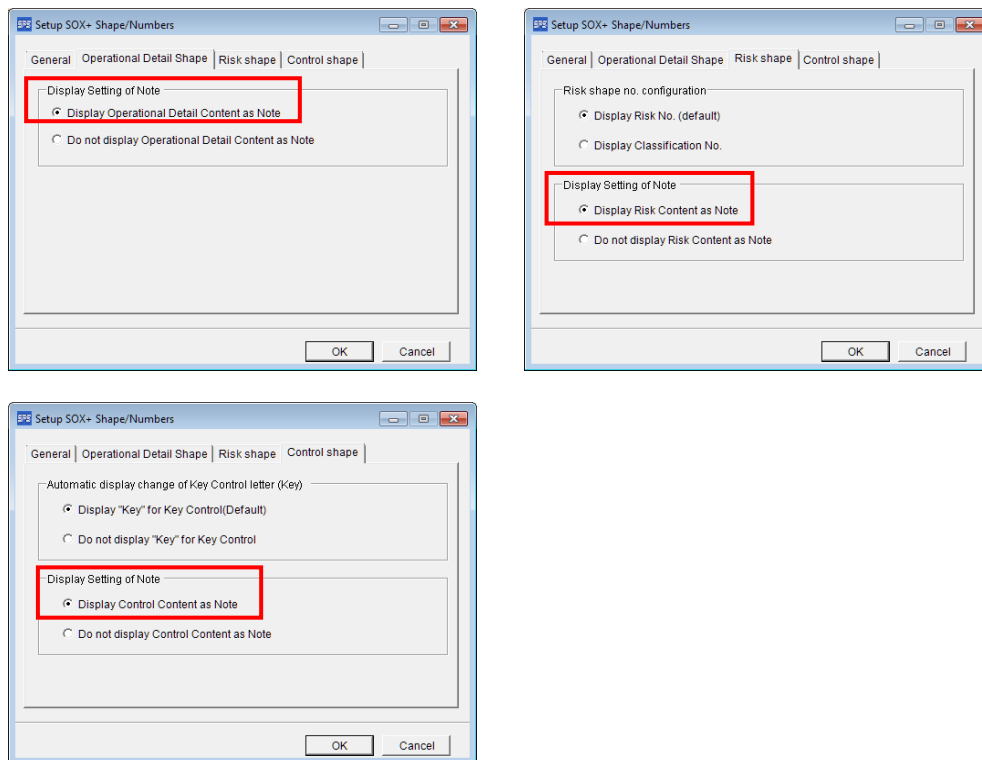 SPS Setup SOX+ Shape/Numbers
General Operational Detail Shape Risk shape Control shape
Display Setting of Note
Display Operational Detail Content as Note
Do not display Operational Detail Content as Note
OK Cancel
SPS Setup SOX+ Shape/Numbers
General Operational Detail Shape Risk shape Control shape
Risk shape no. configuration
Display Risk No. (default)
Display Classification No.
Display Setting of Note
Display Risk Content as Note
Do not display Risk Content as Note
OK Cancel
SPS Setup SOX+ Shape/Numbers
General Operational Detail Shape Risk shape Control shape
Automatic display change of Key Control letter (Key)
Display "Key" for Key Control(Default)
Do not display "Key" for Key Control
Display Setting of Note
Display Control Content as Note
Do not display Control Content as Note
OK Cancel